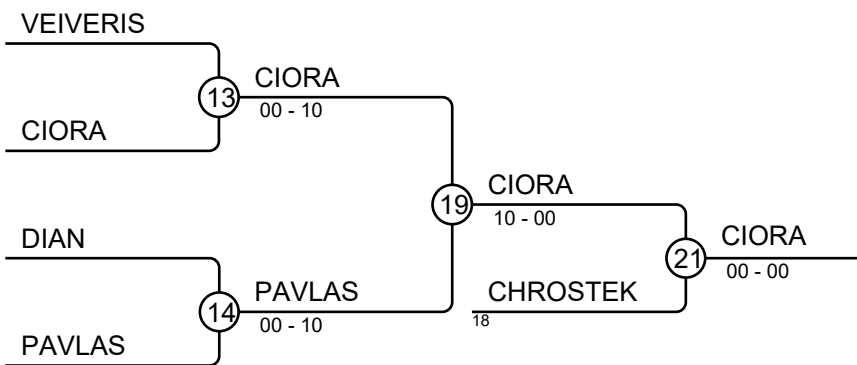 VEIVERIS
13
CIORA
00 - 10
CIORA
19
CIORA
10 - 00
DIAN
21
CIORA
00 - 00
14
PAVLAS
00 - 10
CHROSTEK
18
PAVLAS